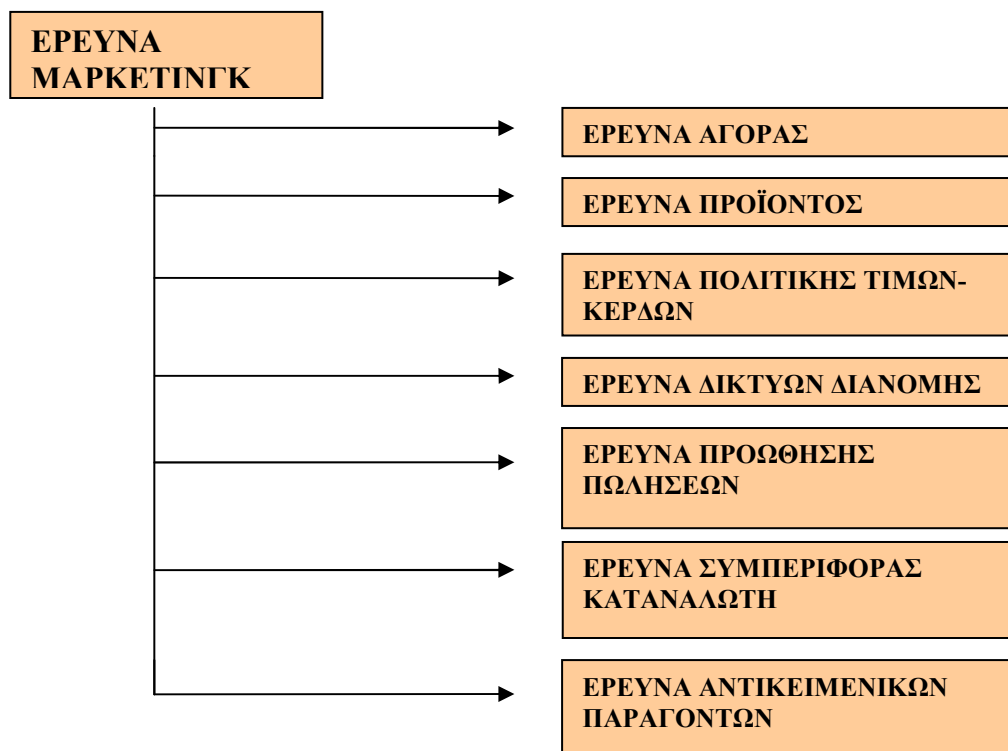 ΕΡΕΥΝΑ
ΜΑΡΚΕΤΙΝΓΚ
ΕΡΕΥΝΑ ΑΓΟΡΑΣ
ΕΡΕΥΝΑ ΠΡΟΪΟΝΤΟΣ
ΕΡΕΥΝΑ ΠΟΛΙΤΙΚΗΣ ΤΙΜΩΝ-
ΚΕΡΔΩΝ
ΕΡΕΥΝΑ ΔΙΚΤΥΩΝ ΔΙΑΝΟΜΗΣ
ΕΡΕΥΝΑ ΠΡΟΩΘΗΣΗΣ
ΠΩΛΗΣΕΩΝ
ΕΡΕΥΝΑ ΣΥΜΠΕΡΙΦΟΡΑΣ
ΚΑΤΑΝΑΛΩΤΗ
ΕΡΕΥΝΑ ΑΝΤΙΚΕΙΜΕΝΙΚΩΝ
ΠΑΡΑΓΟΝΤΩΝ